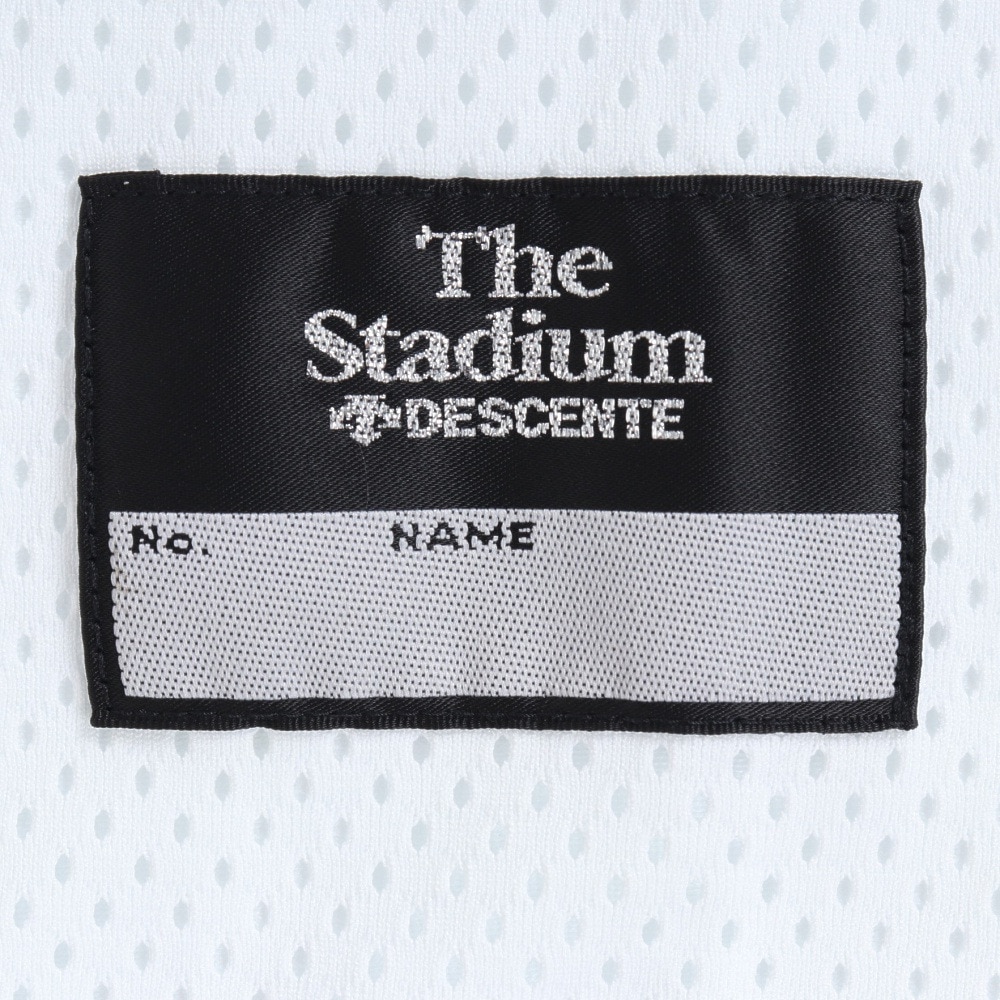 The
Stadium
DESCENTE
No. NAME